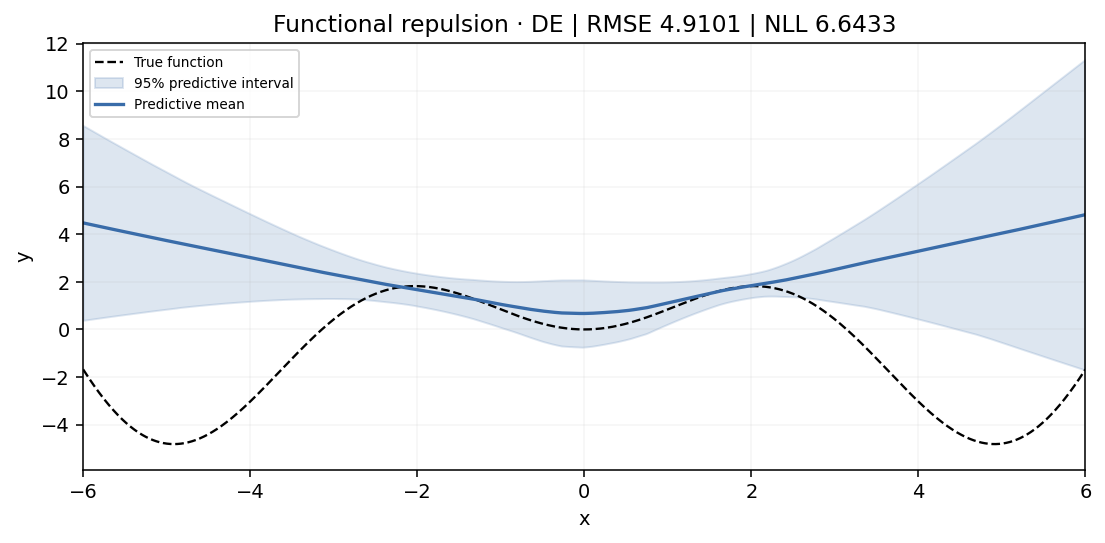 Functional repulsion · DE | RMSE 4.9101 | NLL 6.6433
True function
95% predictive interval
Predictive mean
12
10
8
6
4
2
0
−2
−4
y
−6 −4 −2 0 2 4 6
x